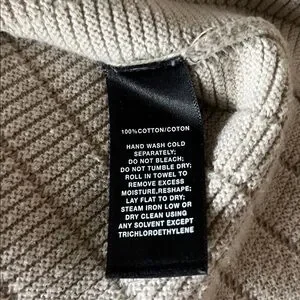 100%COTTON/COTON
HAND WASH COLD
SEPARATELY;
DO NOT BLEACH;
DO NOT TUMBLE DRY;
ROLL IN TOWEL TO
REMOVE EXCESS
MOISTURE,RESHAPE;
LAY FLAT TO DRY;
STEAM IRON LOW OR
DRY CLEAN USING
ANY SOLVENT EXCEPT
TRICHLOROETHYLENE